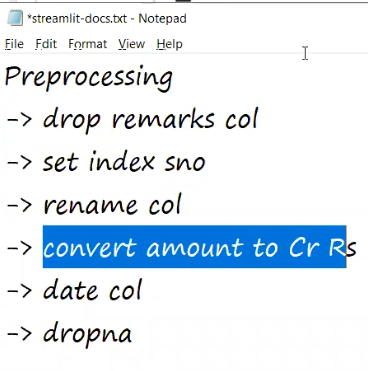 *streamlit-docs.txt - Notepad
File Edit Format View Help
Preprocessing
-> drop remarks col
-> set index sno
-> rename col
-> convert amount to Cr Rs
-> date col
-> dropna